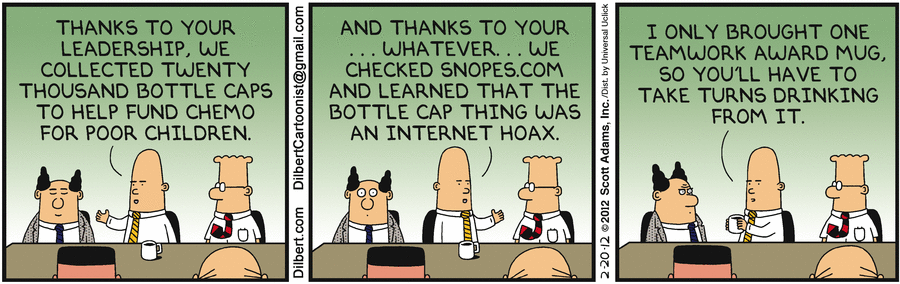 THANKS TO YOUR
LEADERSHIP, WE
COLLECTED TWENTY
THOUSAND BOTTLE CAPS
TO HELP FUND CHEMO
FOR POOR CHILDREN.
Dilbert.com DilbertCartoonist@gmail.com
AND THANKS TO YOUR
...WHATEVER... WE
CHECKED SNOPES.COM
AND LEARNED THAT THE
BOTTLE CAP THING WAS
AN INTERNET HOAX.
2-20-12 ©2012 Scott Adams, Inc./Dist. by Universal Uclick
I ONLY BROUGHT ONE
TEAMWORK AWARD MUG,
SO YOU'LL HAVE TO
TAKE TURNS DRINKING
FROM IT.